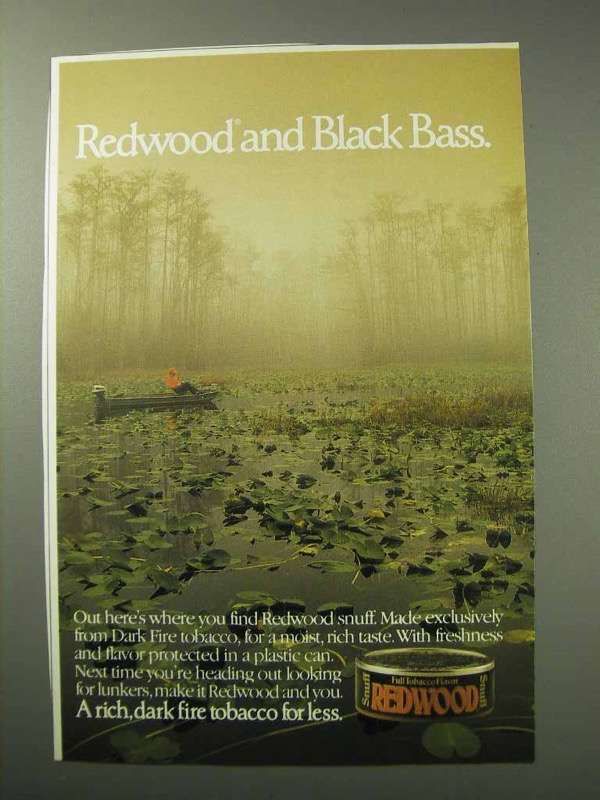 Redwood® and Black Bass.
Out here's where you find Redwood snuff. Made exclusively
from Dark Fire tobacco, for a moist, rich taste. With freshness
and flavor protected in a plastic can.
Next time you're heading out looking
for lunkers, make it Redwood and you.
A rich, dark fire tobacco for less.
Full Tobacco Flavor
Snuff REDWOOD Snuff